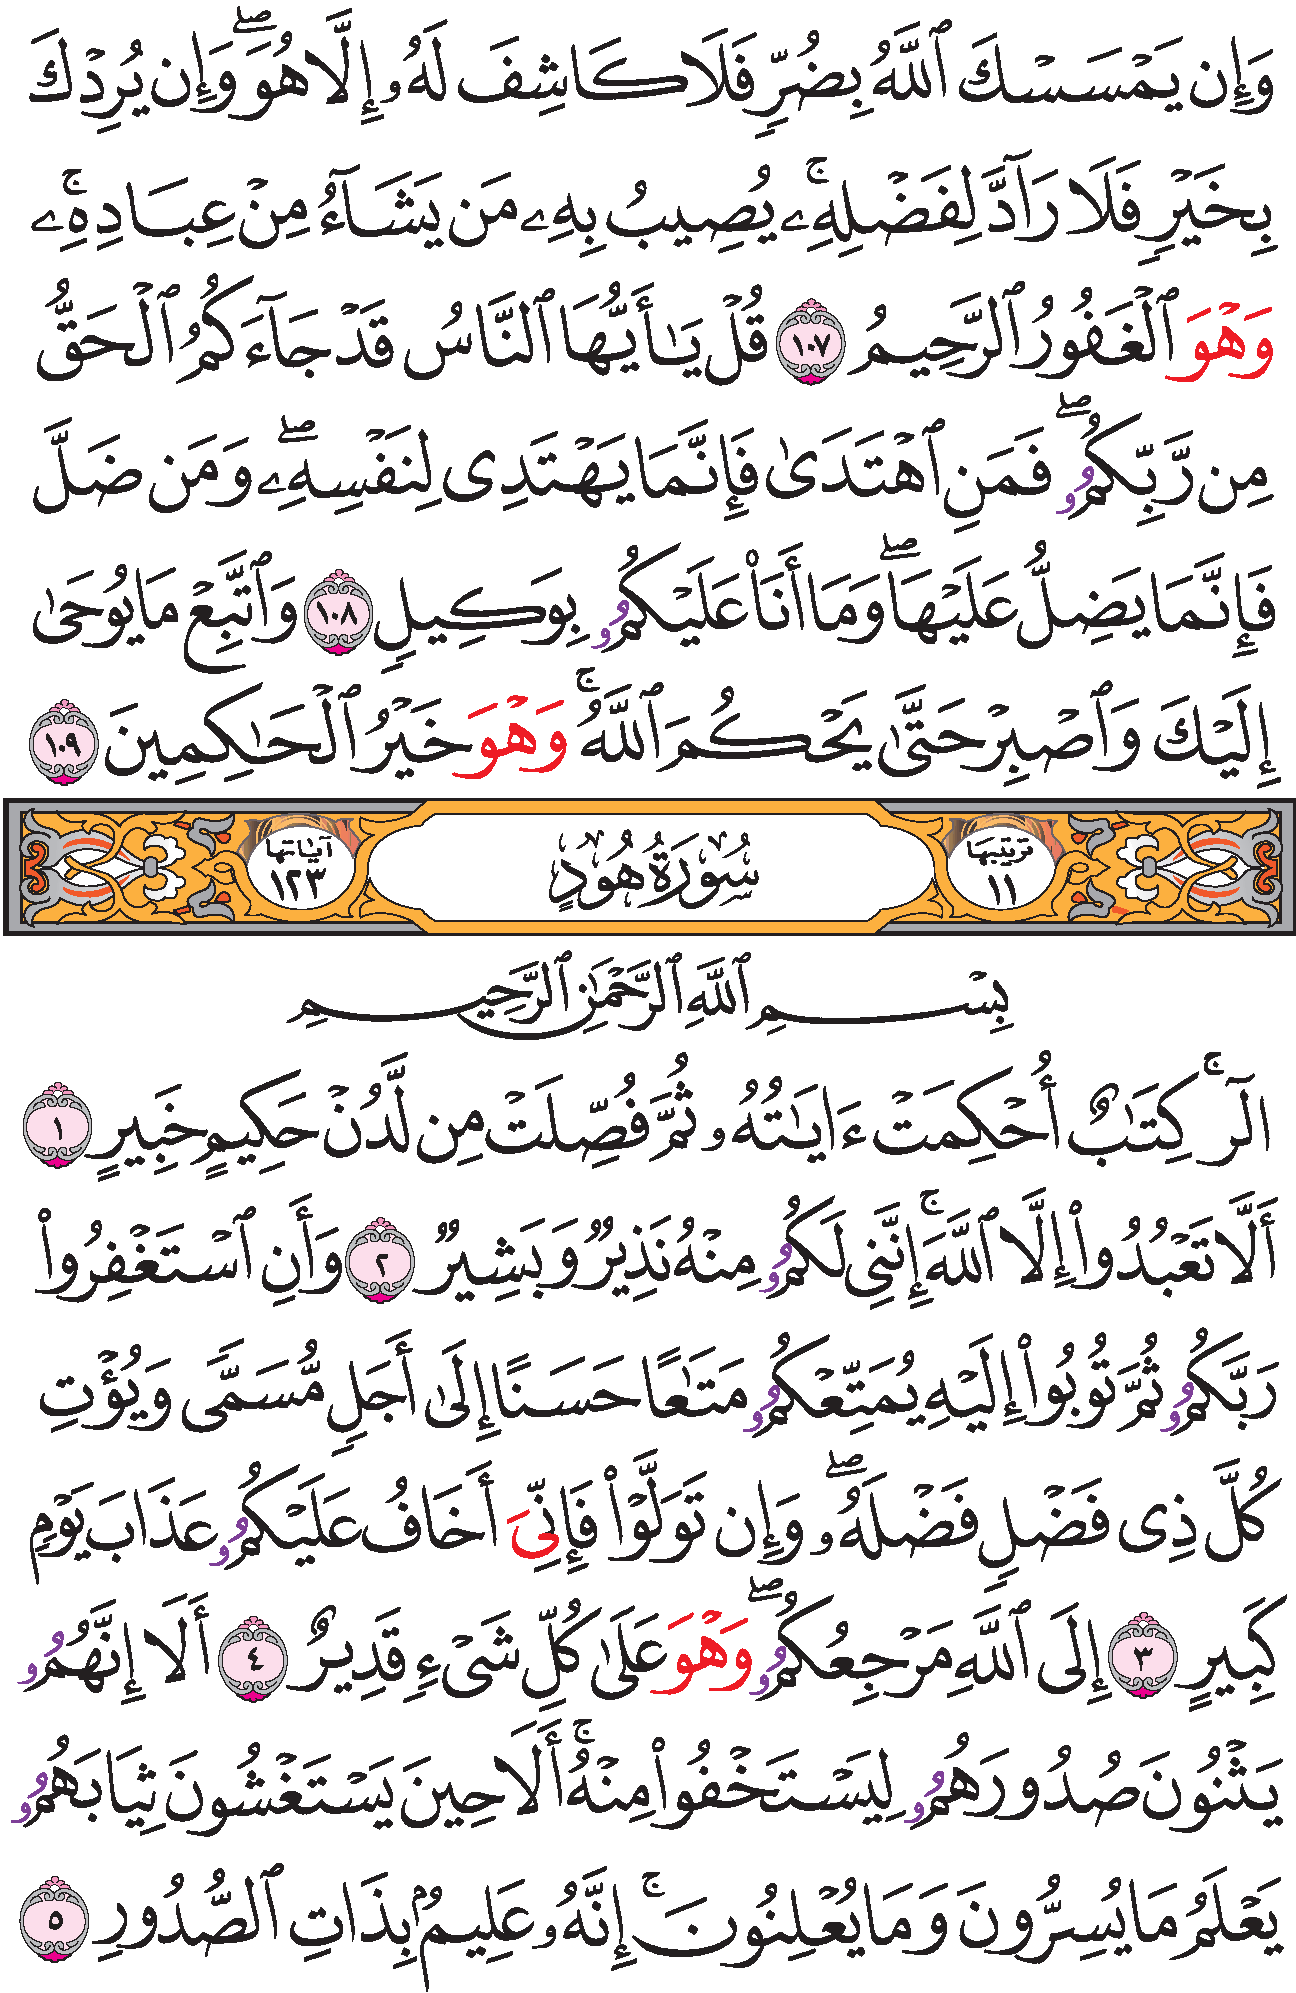 وَإِن يَمْسَسْكَ ٱللَّهُ بِضُرٍّ فَلَا كَاشِفَ لَهُۥ إِلَّا هُوَۖ وَإِن يُرِدْكَ
بِخَيْرٍ فَلَا رَآدَّ لِفَضْلِهِۦۚ يُصِيبُ بِهِۦ مَن يَشَآءُ مِنْ عِبَادِهِۦۚ
وَهْوَ ٱلْغَفُورُ ٱلرَّحِيمُ ١٠٧ قُلْ يَٰٓأَيُّهَا ٱلنَّاسُ قَدْ جَآءَكُمُ ٱلْحَقُّ
مِن رَّبِّكُمُۥۖ فَمَنِ ٱهْتَدَىٰ فَإِنَّمَا يَهْتَدِى لِنَفْسِهِۦۖ وَمَن ضَلَّ
فَإِنَّمَا يَضِلُّ عَلَيْهَاۖ وَمَا أَنَا۠ عَلَيْكُمُۥ بِوَكِيلٍ ١٠٨ وَٱتَّبِعْ مَا يُوحَىٰ
إِلَيْكَ وَٱصْبِرْ حَتَّىٰ يَحْكُمَ ٱللَّهُۚ وَهْوَ خَيْرُ ٱلْحَٰكِمِينَ ١٠٩
ترتيبها ١١ سُورَةُ هُودٍ آياتها ١٢٣
بِسْمِ ٱللَّهِ ٱلرَّحْمَٰنِ ٱلرَّحِيمِ
الٓرۚ كِتَٰبٌ أُحْكِمَتْ ءَايَٰتُهُۥ ثُمَّ فُصِّلَتْ مِن لَّدُنْ حَكِيمٍ خَبِيرٍ ١
أَلَّا تَعْبُدُوا۟ إِلَّا ٱللَّهَۚ إِنَّنِى لَكُمُۥ مِنْهُ نَذِيرٌ وَبَشِيرٌ ٢ وَأَنِ ٱسْتَغْفِرُوا۟
رَبَّكُمُۥ ثُمَّ تُوبُوا۟ إِلَيْهِ يُمَتِّعْكُمُۥ مَتَٰعًا حَسَنًا إِلَىٰ أَجَلٍ مُّسَمًّى وَيُؤْتِ
كُلَّ ذِى فَضْلٍ فَضْلَهُۥۖ وَإِن تَوَلَّوْا۟ فَإِنِّىَ أَخَافُ عَلَيْكُمُۥ عَذَابَ يَوْمٍ
كَبِيرٍ ٣ إِلَى ٱللَّهِ مَرْجِعُكُمُۥۖ وَهْوَ عَلَىٰ كُلِّ شَىْءٍ قَدِيرٌ ٤ أَلَا إِنَّهُمُۥ
يَثْنُونَ صُدُورَهُمُۥ لِيَسْتَخْفُوا۟ مِنْهُۚ أَلَا حِينَ يَسْتَغْشُونَ ثِيَابَهُمُۥ
يَعْلَمُ مَا يُسِرُّونَ وَمَا يُعْلِنُونَۚ إِنَّهُۥ عَلِيمٌۢ بِذَاتِ ٱلصُّدُورِ ٥